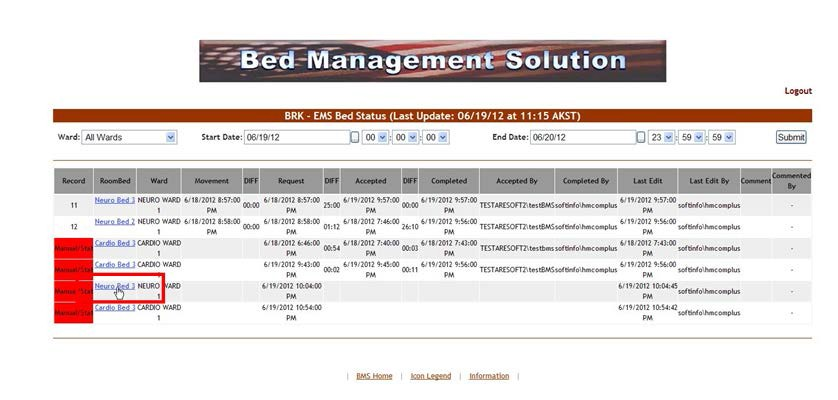 Bed Management Solution
Logout
BRK - EMS Bed Status (Last Update: 06/19/12 at 11:15 AKST)
Ward: All Wards Start Date: 06/19/12 00 : 00 : 00 End Date: 06/20/12 23 : 59 : 59 Submit
Record RoomBed Ward Movement DIFF Request DIFF Accepted DIFF Completed Accepted By Completed By Last Edit Last Edit By Comment Commented By
11 Neuro Bed 3 NEURO WARD 1 6/18/2012 8:57:00 PM 00:00 6/18/2012 8:57:00 PM 25:00 6/19/2012 9:57:00 PM 00:00 6/19/2012 9:57:00 PM TESTARESOFT2\testBMS softinfo\hmcomplus 6/19/2012 9:57:00 PM softinfo\hmcomplus -
12 Neuro Bed 2 NEURO WARD 1 6/18/2012 8:58:00 PM 00:00 6/18/2012 8:58:00 PM 01:12 6/18/2012 7:46:00 PM 26:10 6/19/2012 9:56:00 PM TESTARESOFT2\testBMS softinfo\hmcomplus 6/19/2012 9:56:00 PM softinfo\hmcomplus -
Manual/Stat Cardio Bed 3 CARDIO WARD 1 6/18/2012 6:46:00 PM 00:54 6/18/2012 7:40:00 PM 00:03 6/18/2012 7:43:00 PM TESTARESOFT2\testBMS softinfo\hmcomplus 6/18/2012 7:43:00 PM softinfo\hmcomplus -
Manual/Stat Cardio Bed 3 CARDIO WARD 1 6/19/2012 9:43:00 PM 00:02 6/19/2012 9:45:00 PM 00:11 6/19/2012 9:56:00 PM TESTARESOFT2\testBMS softinfo\hmcomplus 6/19/2012 9:56:00 PM softinfo\hmcomplus -
Manual/Stat Neuro Bed 3 NEURO WARD 1 6/19/2012 10:04:00 PM 6/19/2012 10:04:45 PM softinfo\hmcomplus -
Manual/Stat Cardio Bed 3 CARDIO WARD 1 6/19/2012 10:54:00 PM 6/19/2012 10:54:42 PM softinfo\hmcomplus -
| BMS Home | Icon Legend | Information |